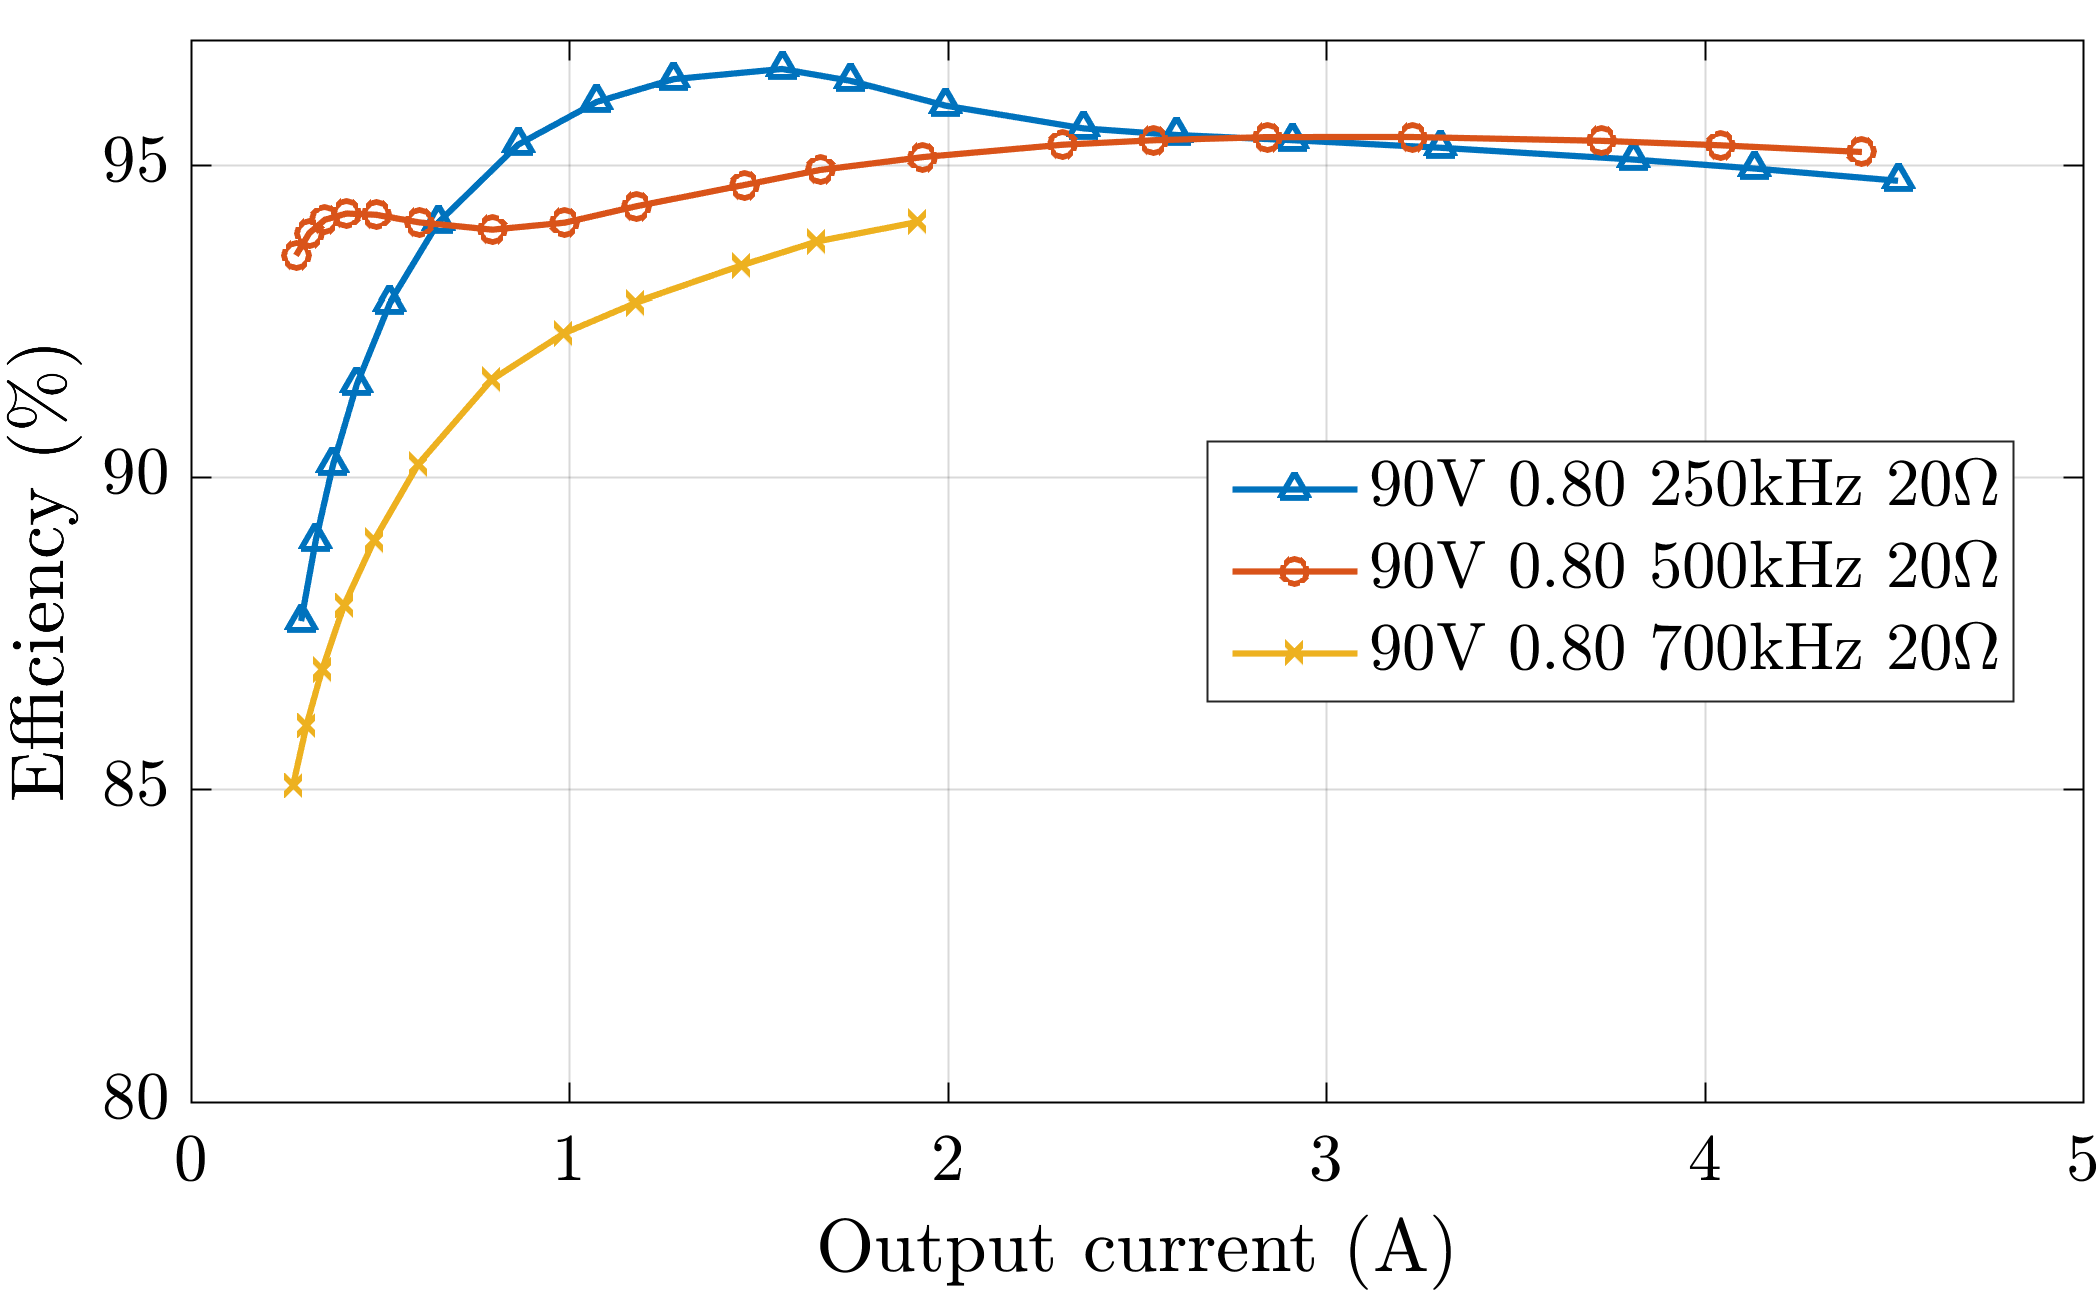 Efficiency (%)
95
90
85
80
0 1 2 3 4 5
Output current (A)
90V 0.80 250kHz 20Ω
90V 0.80 500kHz 20Ω
90V 0.80 700kHz 20Ω